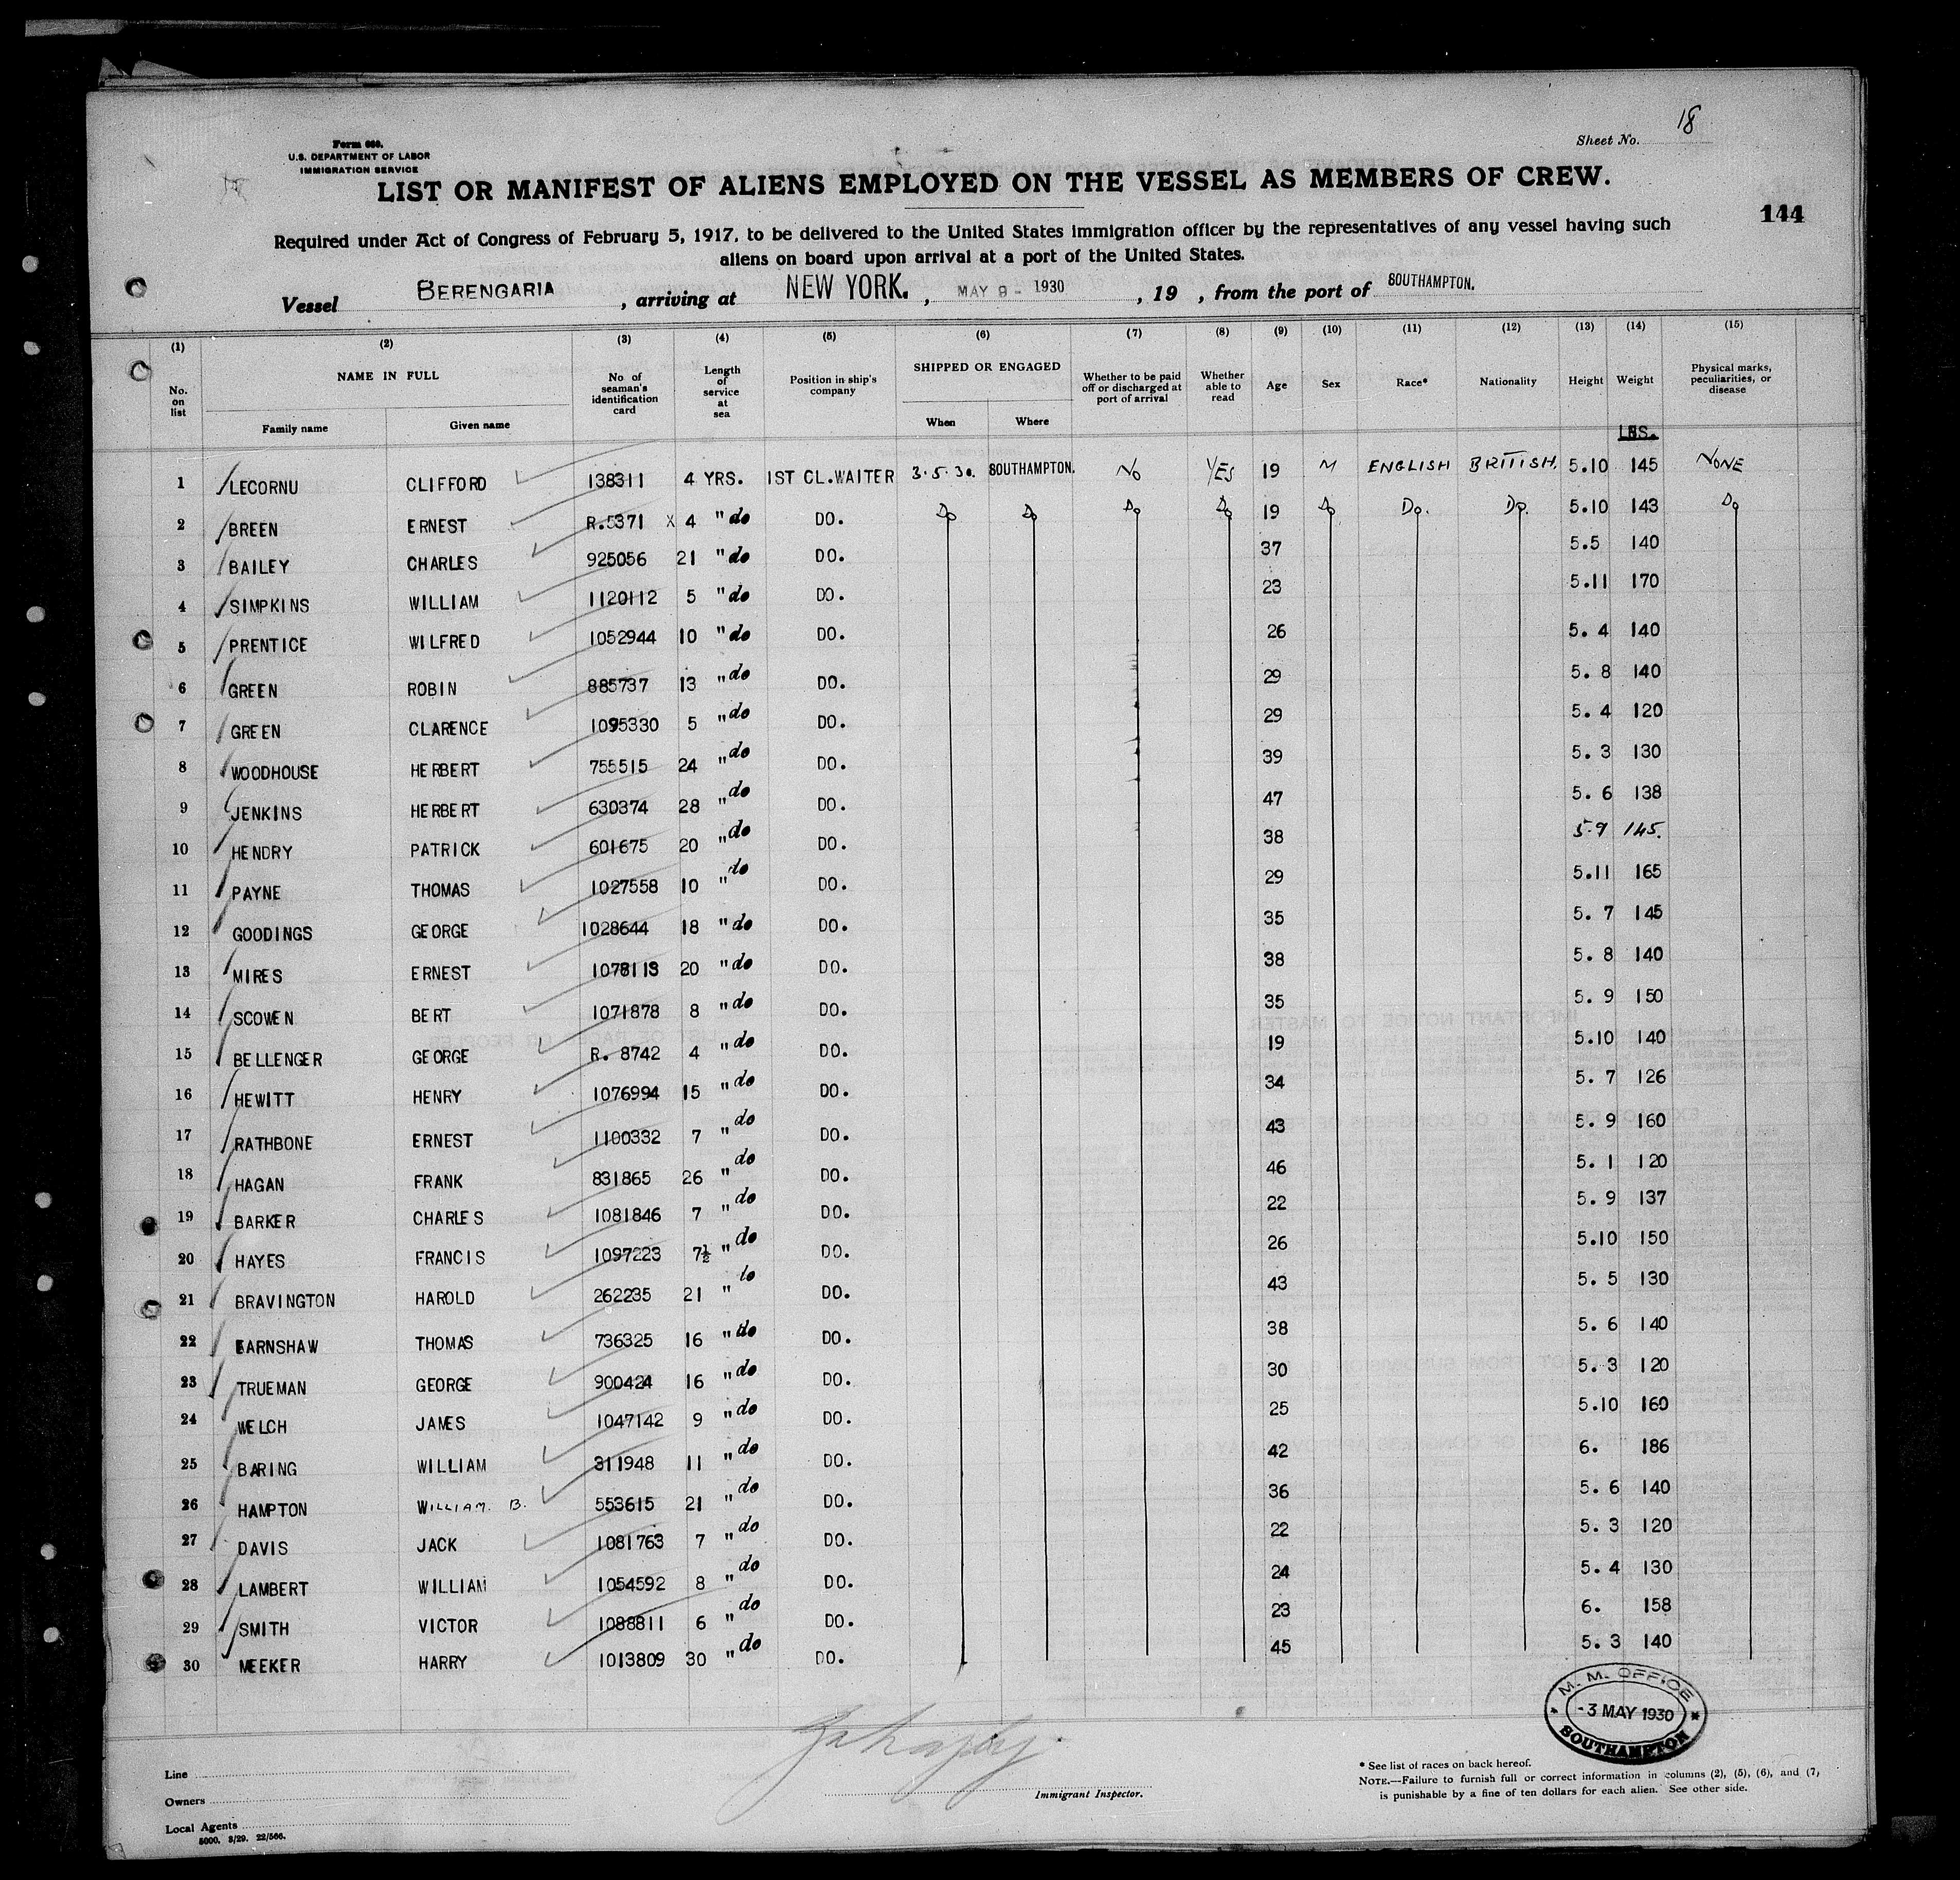 18
Sheet No.
Form 689.
U.S. DEPARTMENT OF LABOR
IMMIGRATION SERVICE
LIST OR MANIFEST OF ALIENS EMPLOYED ON THE VESSEL AS MEMBERS OF CREW.
144
Required under Act of Congress of February 5, 1917, to be delivered to the United States immigration officer by the representatives of any vessel having such
aliens on board upon arrival at a port of the United States.
Vessel BERENGARIA, arriving at NEW YORK., MAY 8 - 1930, 19 , from the port of SOUTHAMPTON.
(1) (2) (3) (4) (5) (6) (7) (8) (9) (10) (11) (12) (13) (14) (15)
No. on list NAME IN FULL No. of seaman's identification card Length of service at sea Position in ship's company SHIPPED OR ENGAGED Whether to be paid off or discharged at port of arrival Whether able to read Age Sex Race* Nationality Height Weight Physical marks, peculiarities, or disease
Family name Given name When Where
LBS.
1 LECORNU CLIFFORD 138311 4 YRS. 1ST CL.WAITER 3.5.30. SOUTHAMPTON. No YES 19 M ENGLISH BRITISH. 5.10 145 NONE
2 BREEN ERNEST R.5371 X 4 " do DO. Do Do Do Do 19 Do Do. Do. 5.10 143 Do
3 BAILEY CHARLES 925056 21 " do DO. 37 5.5 140
4 SIMPKINS WILLIAM 1120112 5 " do DO. 23 5.11 170
5 PRENTICE WILFRED 1052944 10 " do DO. 26 5. 4 140
6 GREEN ROBIN 885737 13 " do DO. 29 5. 8 140
7 GREEN CLARENCE 1095330 5 " do DO. 29 5. 4 120
8 WOODHOUSE HERBERT 755515 24 " do DO. 39 5. 3 130
9 JENKINS HERBERT 630374 28 " do DO. 47 5. 6 138
10 HENDRY PATRICK 601675 20 " do DO. 38 5.9 145.
11 PAYNE THOMAS 1027558 10 " do DO. 29 5.11 165
12 GOODINGS GEORGE 1028644 18 " do DO. 35 5. 7 145
13 MIRES ERNEST 1078113 20 " do DO. 38 5. 8 140
14 SCOWEN BERT 1071878 8 " do DO. 35 5. 9 150
15 BELLENGER GEORGE R. 8742 4 " do DO. 19 5.10 140
16 HEWITT HENRY 1076994 15 " do DO. 34 5. 7 126
17 RATHBONE ERNEST 1100332 7 " do DO. 43 5. 9 160
18 HAGAN FRANK 831865 26 " do DO. 46 5. 1 120
19 BARKER CHARLES 1081846 7 " do DO. 22 5. 9 137
20 HAYES FRANCIS 1097223 7½ " do DO. 26 5.10 150
21 BRAVINGTON HAROLD 262235 21 " do DO. 43 5. 5 130
22 EARNSHAW THOMAS 736325 16 " do DO. 38 5. 6 140
23 TRUEMAN GEORGE 900424 16 " do DO. 30 5. 3 120
24 WELCH JAMES 1047142 9 " do DO. 25 5.10 160
25 BARING WILLIAM 311948 11 " do DO. 42 6. 186
26 HAMPTON WILLIAM. B. 553615 21 " do DO. 36 5. 6 140
27 DAVIS JACK 1081763 7 " do DO. 22 5. 3 120
28 LAMBERT WILLIAM 1054592 8 " do DO. 24 5. 4 130
29 SMITH VICTOR 1088811 6 " do DO. 23 6. 158
30 MEEKER HARRY 1013809 30 " do DO. 45 5. 3 140
M. M. OFFICE
- 3 MAY 1930
SOUTHAMPTON
Line
Owners
Local Agents
5000. 3/29. 22/566.
Immigrant Inspector.
* See list of races on back hereof.
NOTE.—Failure to furnish full or correct information in columns (2), (5), (6), and (7),
is punishable by a fine of ten dollars for each alien. See other side.